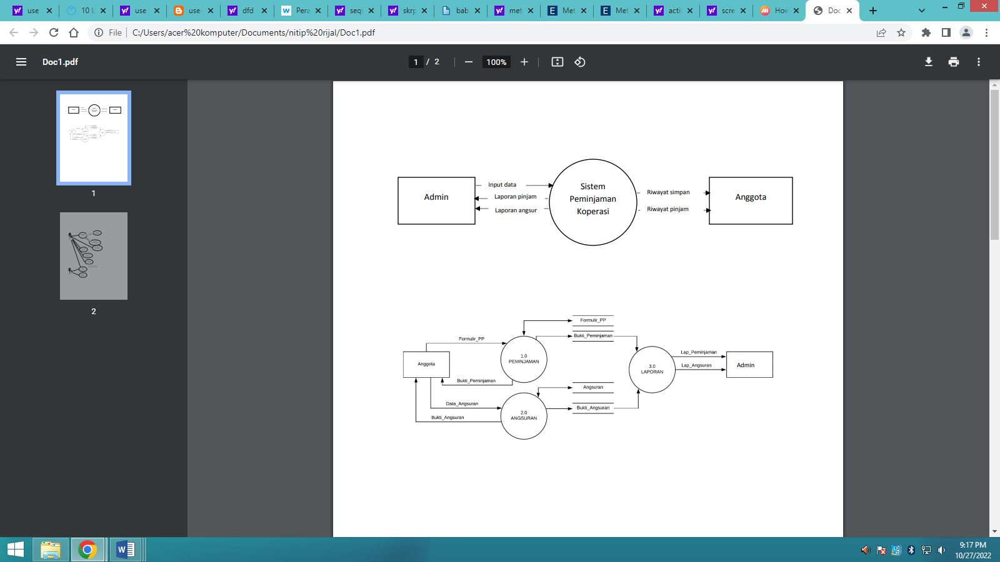 use
10 U
use
use-
dfd
Pera
sequ
skrp
bab
met
Met
Met
acti
scre
How
Doc
File
C:/Users/acer%20komputer/Documents/nitip%20rijal/Doc1.pdf
Doc1.pdf
1 / 2
100%
1
2
Admin
Input data
Laporan pinjam
Laporan angsur
Sistem
Peminjaman
Koperasi
Riwayat simpan
Riwayat pinjam
Anggota
Formulir_PP
Bukti_Peminjaman
Formulir_PP
Anggota
1.0
PEMINJAMAN
Bukti_Peminjaman
Data_Angsuran
Bukti_Angsuran
2.0
ANGSURAN
Angsuran
Bukti_Angsuran
3.0
LAPORAN
Lap_Peminjaman
Lap_Angsuran
Admin
9:17 PM
10/27/2022